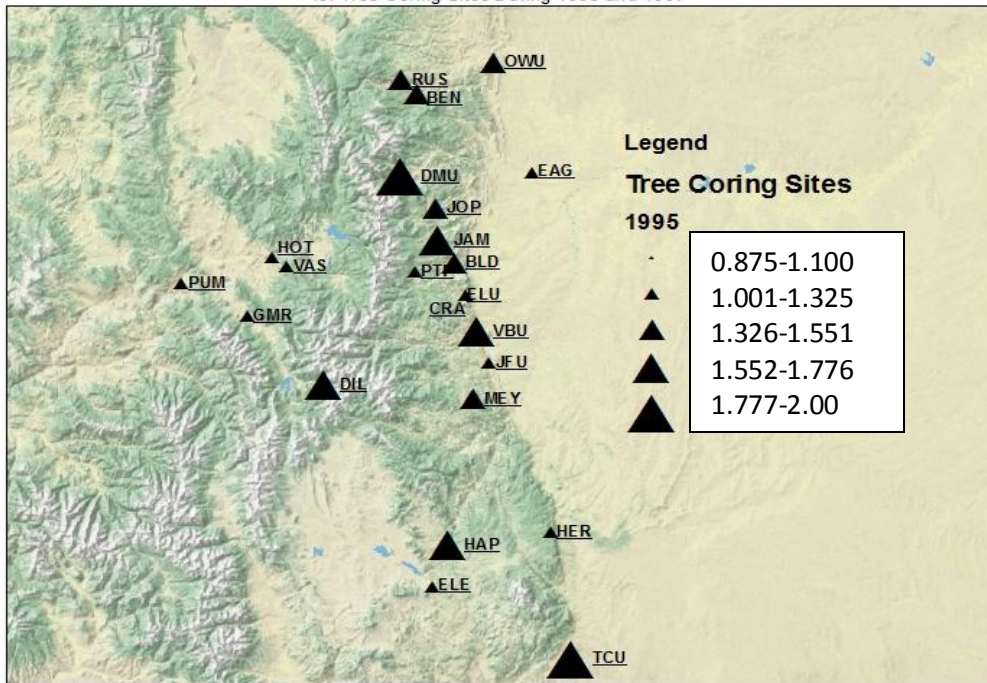 OWU
RUS
BEN
EAG
DMU
JOP
JAM
HOT
BLD
VAS
PUM
ELU
CRA
GMR
VBU
JFU
DIL
MEY
HER
HAP
ELE
TCU
Legend
Tree Coring Sites
1995
0.875-1.100
1.001-1.325
1.326-1.551
1.552-1.776
1.777-2.00